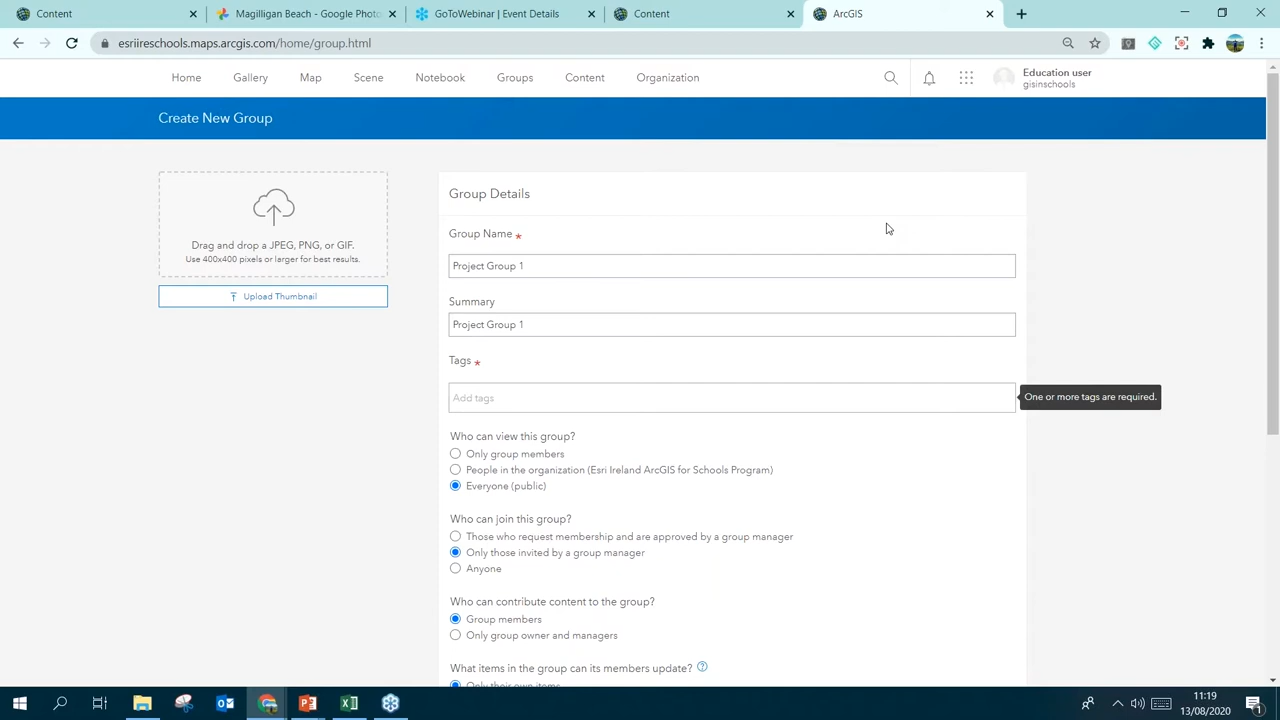 Content
Magilligan Beach - Google Photo
GoToWebinar | Event Details
Content
ArcGIS
esriireschools.maps.arcgis.com/home/group.html
Home Gallery Map Scene Notebook Groups Content Organization
Education user
gisinschools
Create New Group
Drag and drop a JPEG, PNG, or GIF.
Use 400x400 pixels or larger for best results.
Upload Thumbnail
Group Details
Group Name *
Project Group 1
Summary
Project Group 1
Tags *
Add tags
One or more tags are required.
Who can view this group?
Only group members
People in the organization (Esri Ireland ArcGIS for Schools Program)
Everyone (public)
Who can join this group?
Those who request membership and are approved by a group manager
Only those invited by a group manager
Anyone
Who can contribute content to the group?
Group members
Only group owner and managers
What items in the group can its members update?
Only their own items
11:19
13/08/2020